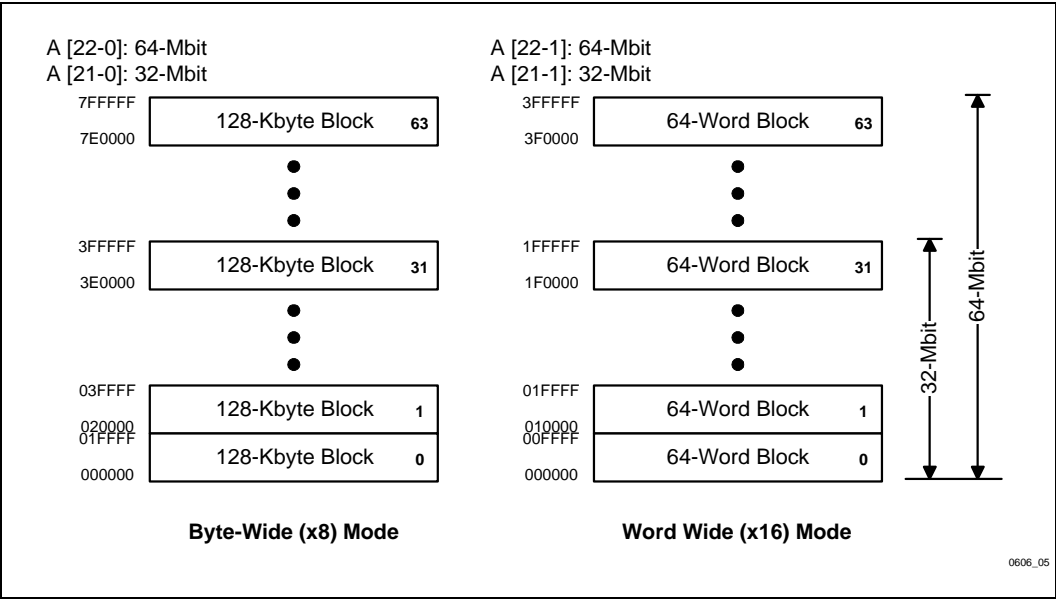 A [22-0]: 64-Mbit
A [21-0]: 32-Mbit
7FFFFF
128-Kbyte Block 63
7E0000
3FFFFF
128-Kbyte Block 31
3E0000
03FFFF
128-Kbyte Block 1
020000
01FFFF
128-Kbyte Block 0
000000
Byte-Wide (x8) Mode
A [22-1]: 64-Mbit
A [21-1]: 32-Mbit
3FFFFF
64-Word Block 63
3F0000
1FFFFF
64-Word Block 31
1F0000
01FFFF
64-Word Block 1
010000
00FFFF
64-Word Block 0
000000
Word Wide (x16) Mode
32-Mbit
64-Mbit
0606_05